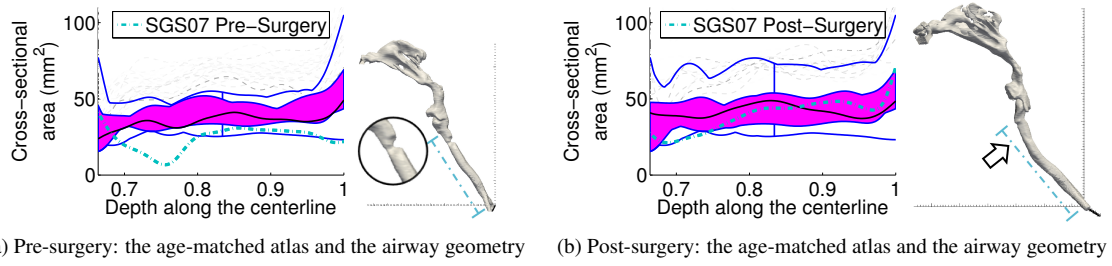 SGS07 Pre−Surgery
Cross−sectional
area (mm2)
100
50
0
0.7
0.8
0.9
1
Depth along the centerline
) Pre-surgery: the age-matched atlas and the airway geometry
SGS07 Post−Surgery
Cross−sectional
area (mm2)
100
50
0
0.7
0.8
0.9
1
Depth along the centerline
(b) Post-surgery: the age-matched atlas and the airway geometry